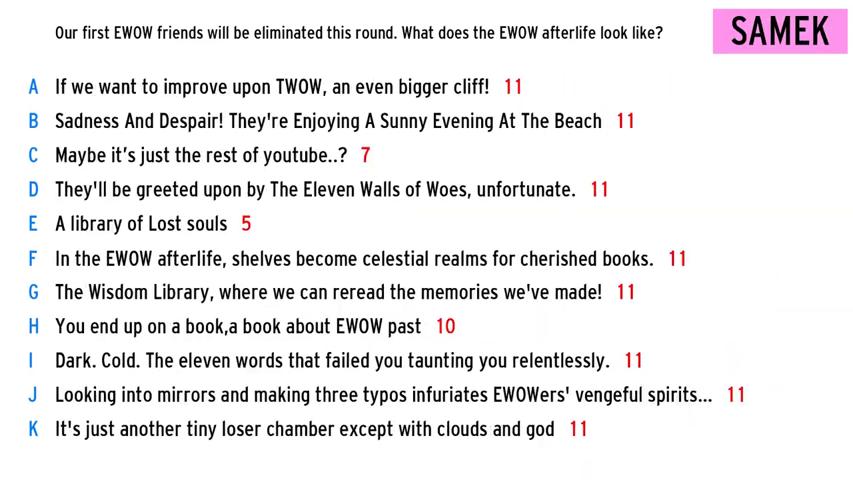 Our first EWOW friends will be eliminated this round. What does the EWOW afterlife look like?
SAMEK
A If we want to improve upon TWOW, an even bigger cliff! 11
B Sadness And Despair! They're Enjoying A Sunny Evening At The Beach 11
C Maybe it's just the rest of youtube..? 7
D They'll be greeted upon by The Eleven Walls of Woes, unfortunate. 11
E A library of Lost souls 5
F In the EWOW afterlife, shelves become celestial realms for cherished books. 11
G The Wisdom Library, where we can reread the memories we've made! 11
H You end up on a book,a book about EWOW past 10
I Dark. Cold. The eleven words that failed you taunting you relentlessly. 11
J Looking into mirrors and making three typos infuriates EWOWers' vengeful spirits... 11
K It's just another tiny loser chamber except with clouds and god 11